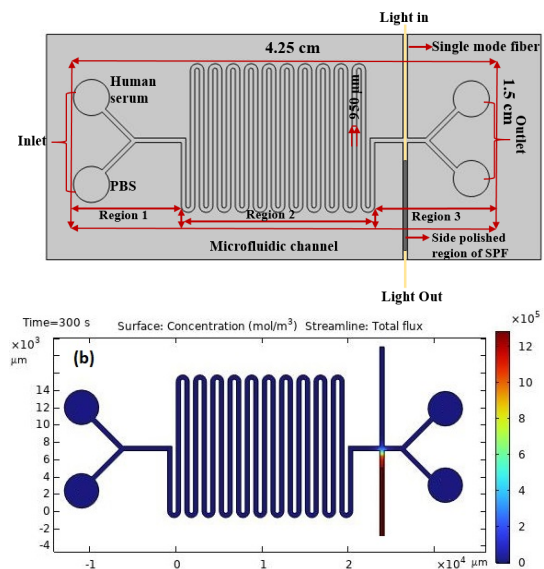 Light in
4.25 cm
Single mode fiber
Human
serum
950 μm
1.5 cm
Inlet
Outlet
PBS
Region 1
Region 2
Region 3
Microfluidic channel
Side polished
region of SPF
Light Out
Time=300 s Surface: Concentration (mol/m³) Streamline: Total flux
×10⁵
×10³
μm
(b)
14
12
10
8
6
4
2
0
-2
-4
12
10
8
6
4
2
0
-1 0 1 2 ×10⁴ μm